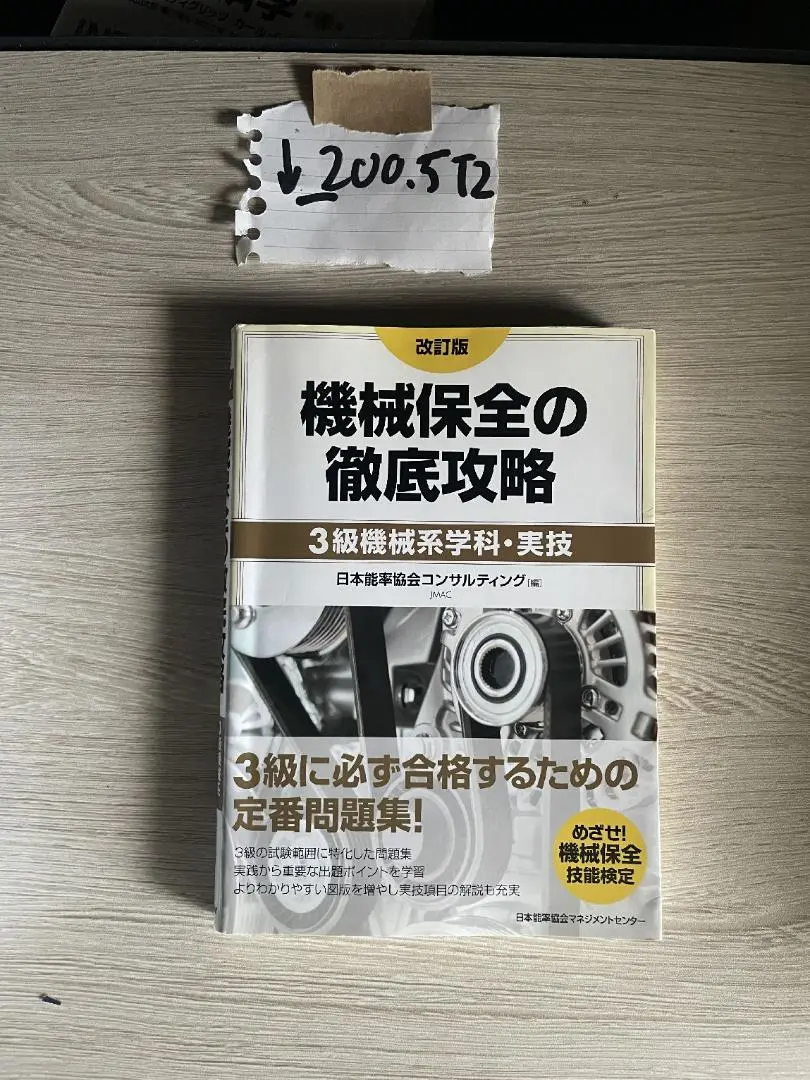 ↓200.5T2
改訂版
機械保全の
徹底攻略
3級機械系学科・実技
日本能率協会コンサルティング[編]
JMAC
3級に必ず合格するための
定番問題集!
3級の試験範囲に特化した問題集
実践から重要な出題ポイントを学習
よりわかりやすい図版を増やし実技項目の解説も充実
めざせ!
機械保全
技能検定
日本能率協会マネジメントセンター